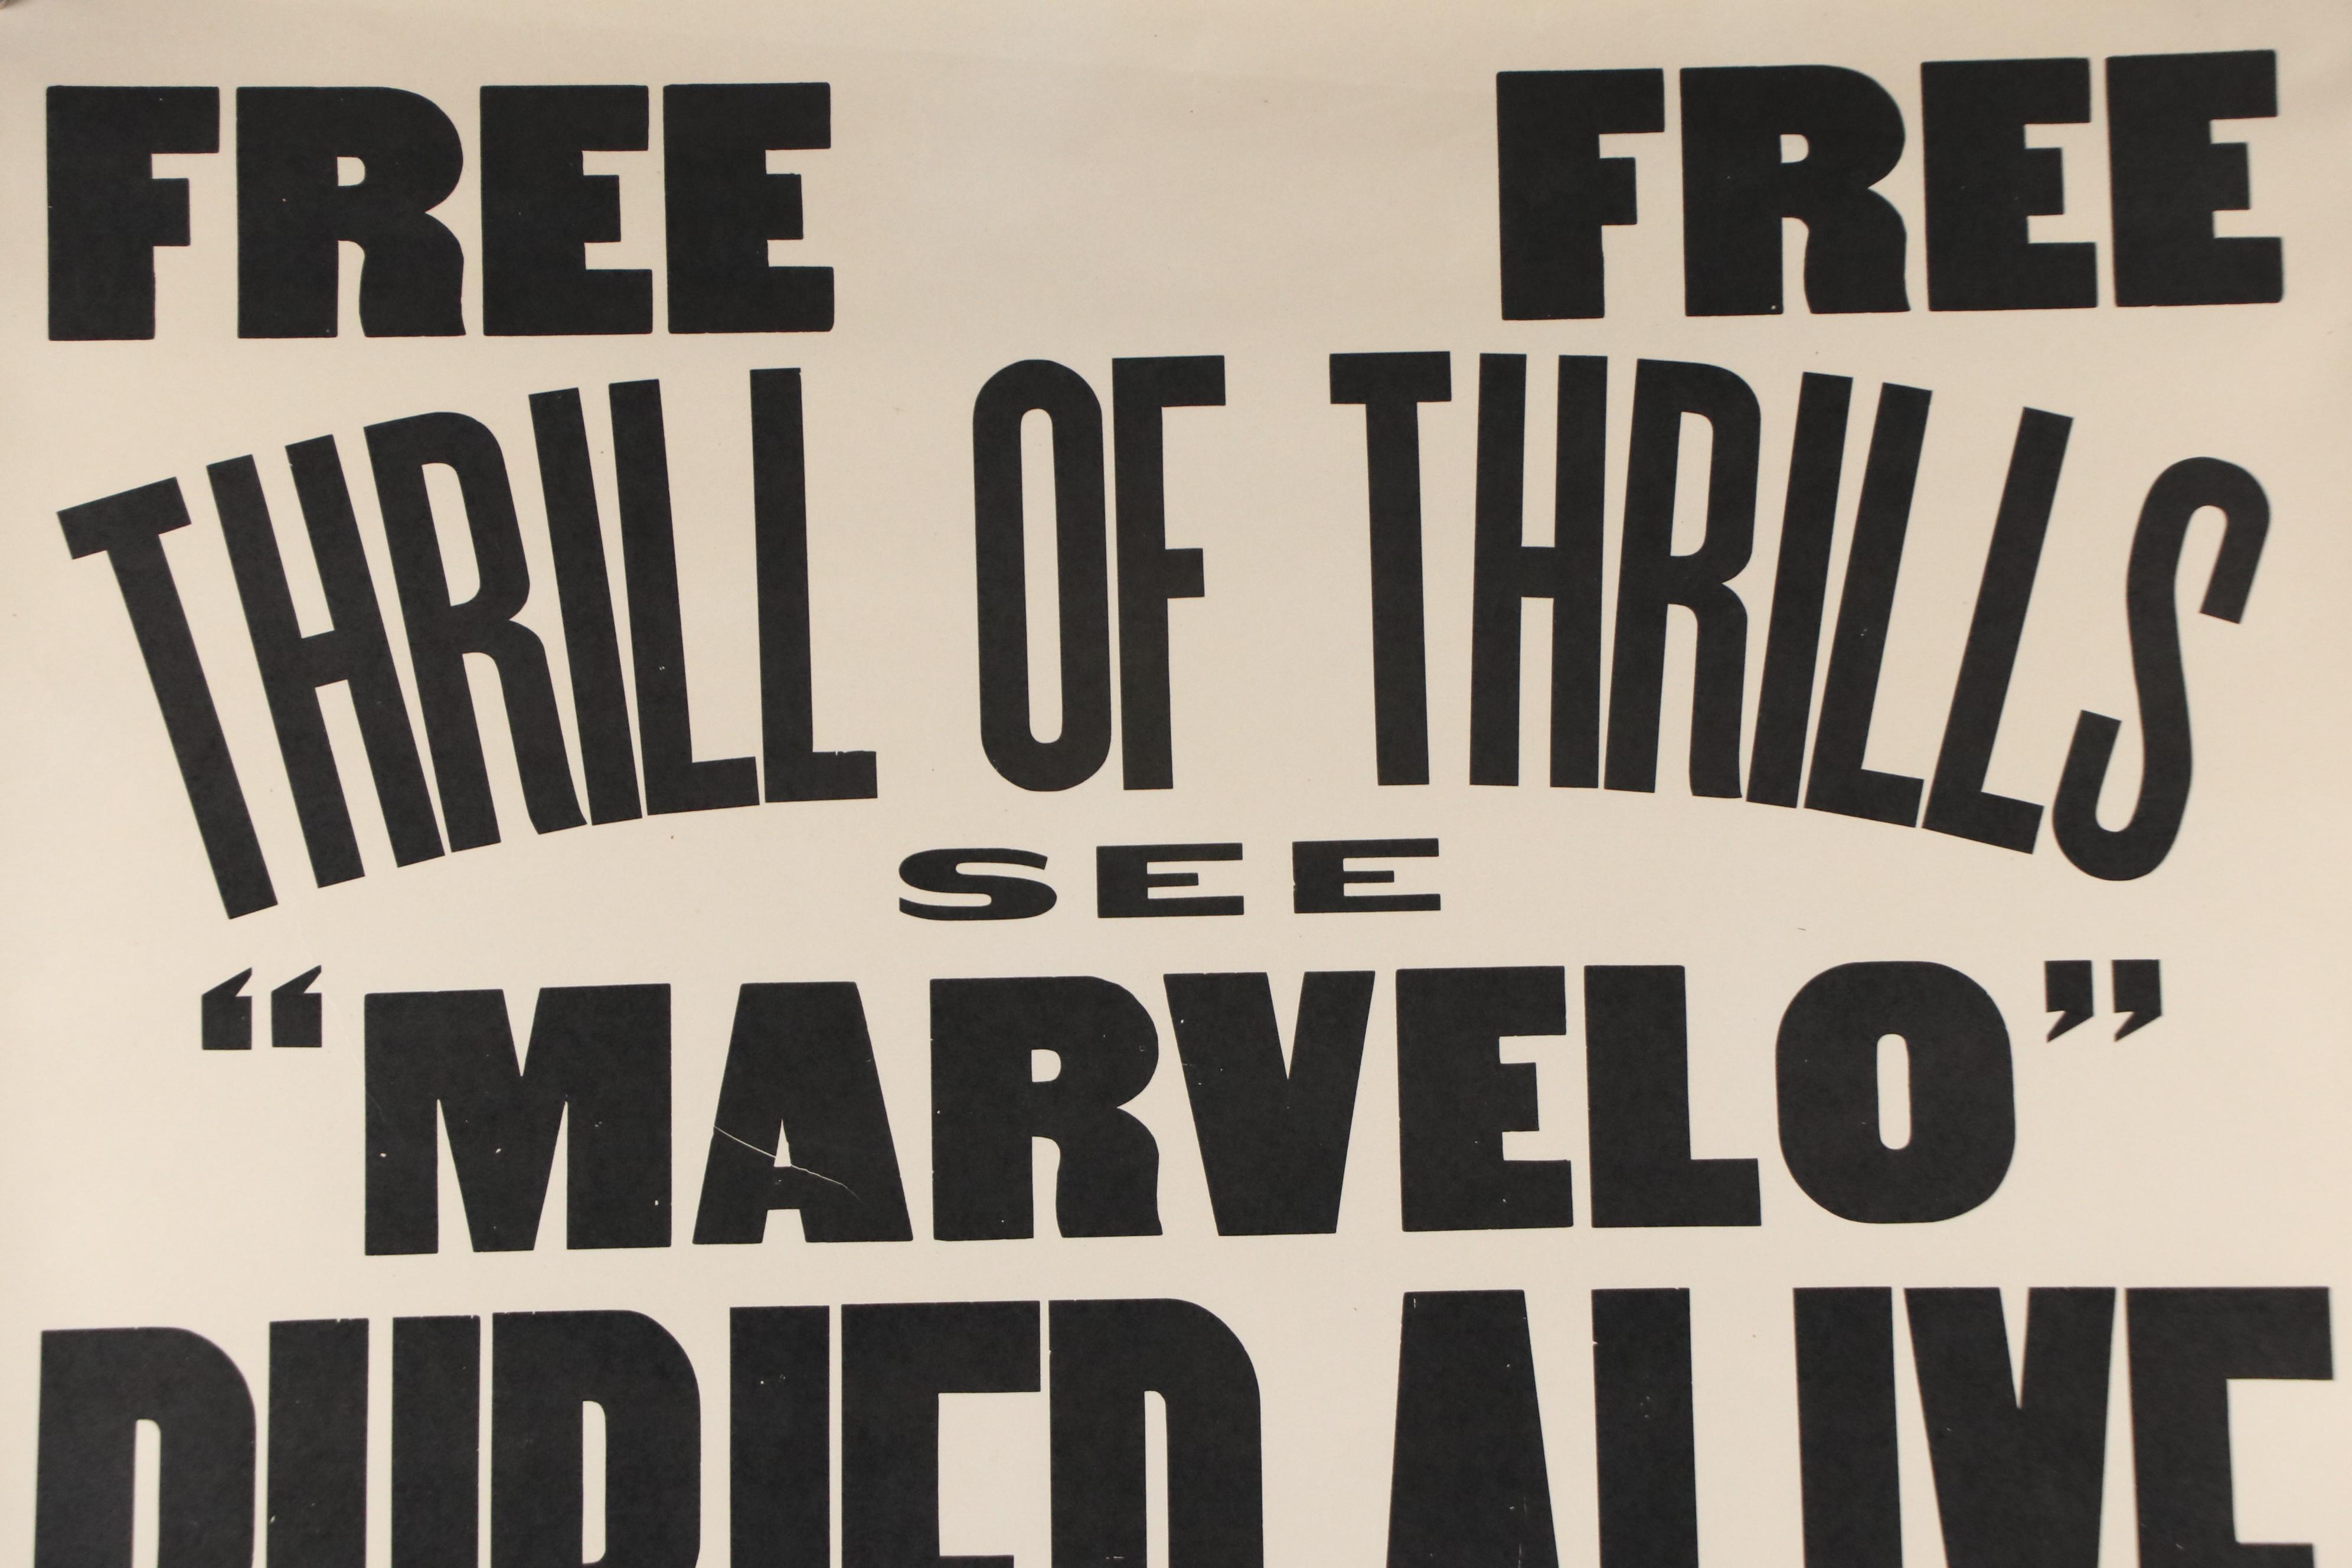 FREE FREE
THRILL OF THRILLS
SEE
“MARVELO”
BURIED ALIVE